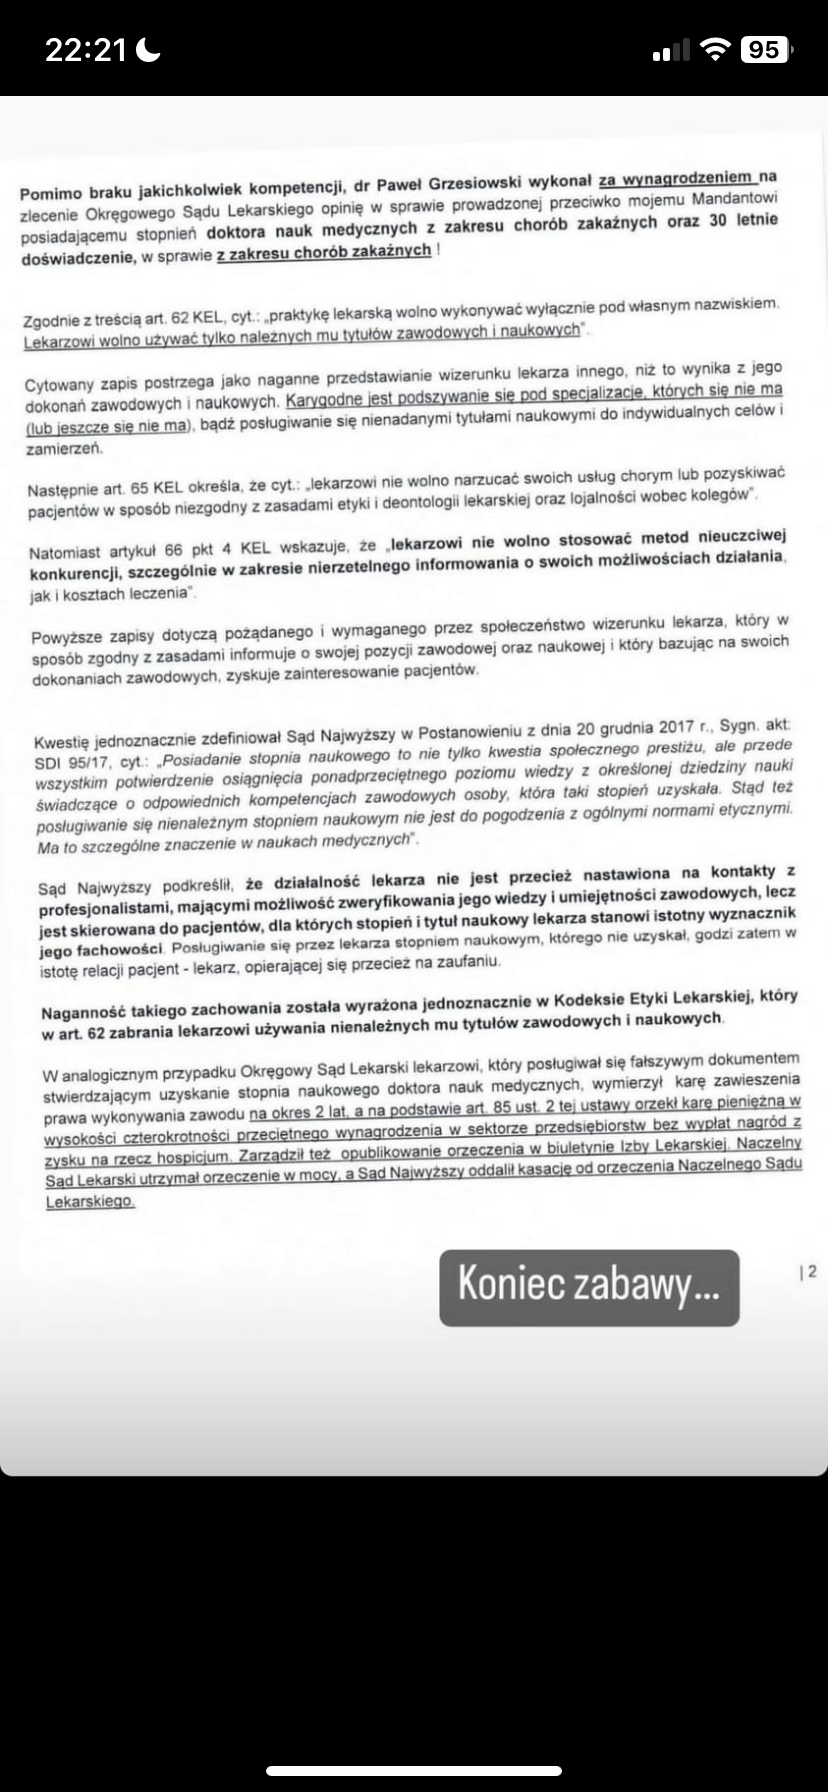 22:21
95
Pomimo braku jakichkolwiek kompetencji, dr Paweł Grzesiowski wykonał za wynagrodzeniem na
zlecenie Okręgowego Sądu Lekarskiego opinię w sprawie prowadzonej przeciwko mojemu Mandantowi
posiadającemu stopnień doktora nauk medycznych z zakresu chorób zakaźnych oraz 30 letnie
doświadczenie, w sprawie z zakresu chorób zakaźnych !
Zgodnie z treścią art. 62 KEL, cyt.: „praktykę lekarską wolno wykonywać wyłącznie pod własnym nazwiskiem.
Lekarzowi wolno używać tylko należnych mu tytułów zawodowych i naukowych”.
Cytowany zapis postrzega jako naganne przedstawianie wizerunku lekarza innego, niż to wynika z jego
dokonań zawodowych i naukowych. Karygodne jest podszywanie się pod specjalizacje, których się nie ma
(lub jeszcze się nie ma), bądź posługiwanie się nienadanymi tytułami naukowymi do indywidualnych celów i
zamierzeń.
Następnie art. 65 KEL określa, że cyt.: „lekarzowi nie wolno narzucać swoich usług chorym lub pozyskiwać
pacjentów w sposób niezgodny z zasadami etyki i deontologii lekarskiej oraz lojalności wobec kolegów”.
Natomiast artykuł 66 pkt 4 KEL wskazuje, że „lekarzowi nie wolno stosować metod nieuczciwej
konkurencji, szczególnie w zakresie nierzetelnego informowania o swoich możliwościach działania,
jak i kosztach leczenia”.
Powyższe zapisy dotyczą pożądanego i wymaganego przez społeczeństwo wizerunku lekarza, który w
sposób zgodny z zasadami informuje o swojej pozycji zawodowej oraz naukowej i który bazując na swoich
dokonaniach zawodowych, zyskuje zainteresowanie pacjentów.
Kwestię jednoznacznie zdefiniował Sąd Najwyższy w Postanowieniu z dnia 20 grudnia 2017 r., Sygn. akt:
SDI 95/17, cyt.: „Posiadanie stopnia naukowego to nie tylko kwestia społecznego prestiżu, ale przede
wszystkim potwierdzenie osiągnięcia ponadprzeciętnego poziomu wiedzy z określonej dziedziny nauki
świadczące o odpowiednich kompetencjach zawodowych osoby, która taki stopień uzyskała. Stąd też
posługiwanie się nienależnym stopniem naukowym nie jest do pogodzenia z ogólnymi normami etycznymi.
Ma to szczególne znaczenie w naukach medycznych”.
Sąd Najwyższy podkreślił, że działalność lekarza nie jest przecież nastawiona na kontakty z
profesjonalistami, mającymi możliwość zweryfikowania jego wiedzy i umiejętności zawodowych, lecz
jest skierowana do pacjentów, dla których stopień i tytuł naukowy lekarza stanowi istotny wyznacznik
jego fachowości. Posługiwanie się przez lekarza stopniem naukowym, którego nie uzyskał, godzi zatem w
istotę relacji pacjent - lekarz, opierającej się przecież na zaufaniu.
Naganność takiego zachowania została wyrażona jednoznacznie w Kodeksie Etyki Lekarskiej, który
w art. 62 zabrania lekarzowi używania nienależnych mu tytułów zawodowych i naukowych.
W analogicznym przypadku Okręgowy Sąd Lekarski lekarzowi, który posługiwał się fałszywym dokumentem
stwierdzającym uzyskanie stopnia naukowego doktora nauk medycznych, wymierzył karę zawieszenia
prawa wykonywania zawodu na okres 2 lat, a na podstawie art. 85 ust. 2 tej ustawy orzekł karę pieniężną w
wysokości czterokrotności przeciętnego wynagrodzenia w sektorze przedsiębiorstw bez wypłat nagród z
zysku na rzecz hospicjum. Zarządził też opublikowanie orzeczenia w biuletynie Izby Lekarskiej. Naczelny
Sąd Lekarski utrzymał orzeczenie w mocy, a Sąd Najwyższy oddalił kasację od orzeczenia Naczelnego Sądu
Lekarskiego.
Koniec zabawy...
| 2